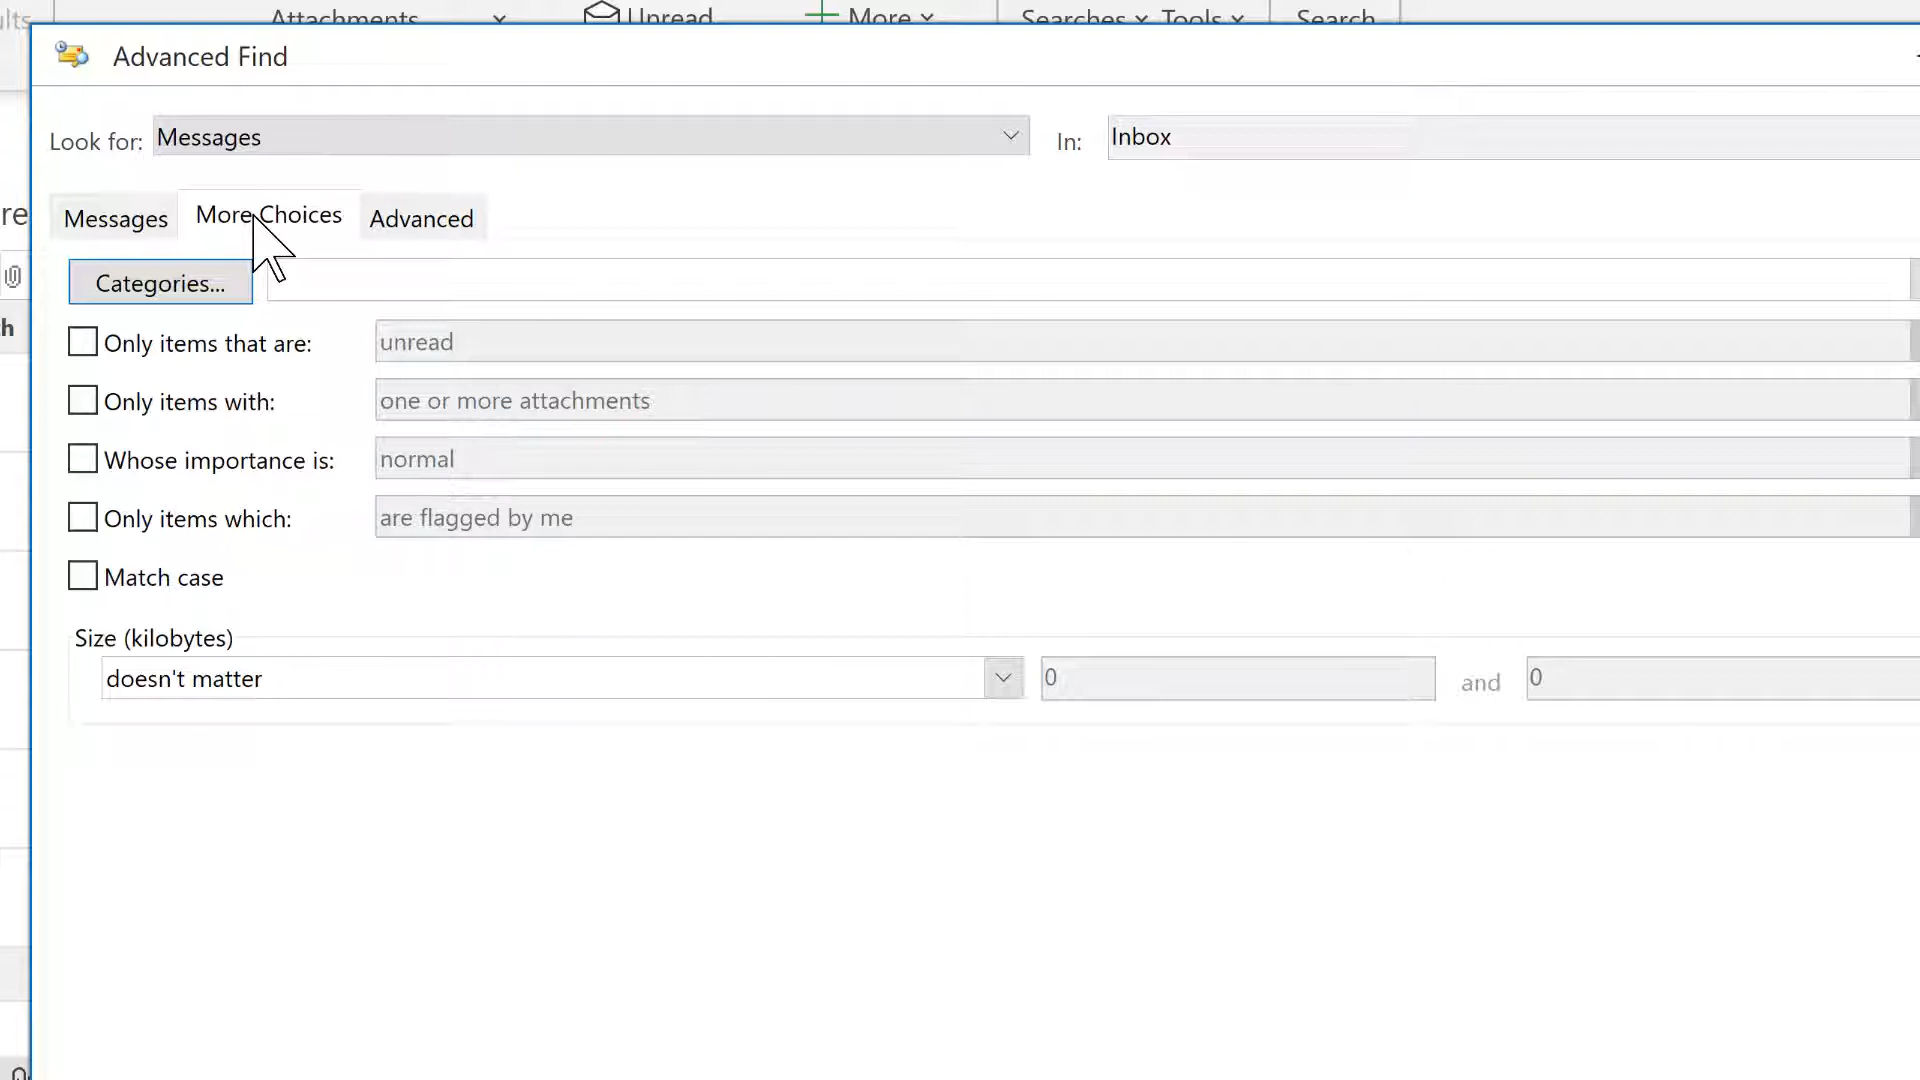 Attachments Unread More Searches Tools Search
Advanced Find
Look for: Messages In: Inbox
Messages More Choices Advanced
Categories...
Only items that are: unread
Only items with: one or more attachments
Whose importance is: normal
Only items which: are flagged by me
Match case
Size (kilobytes)
doesn't matter 0 and 0